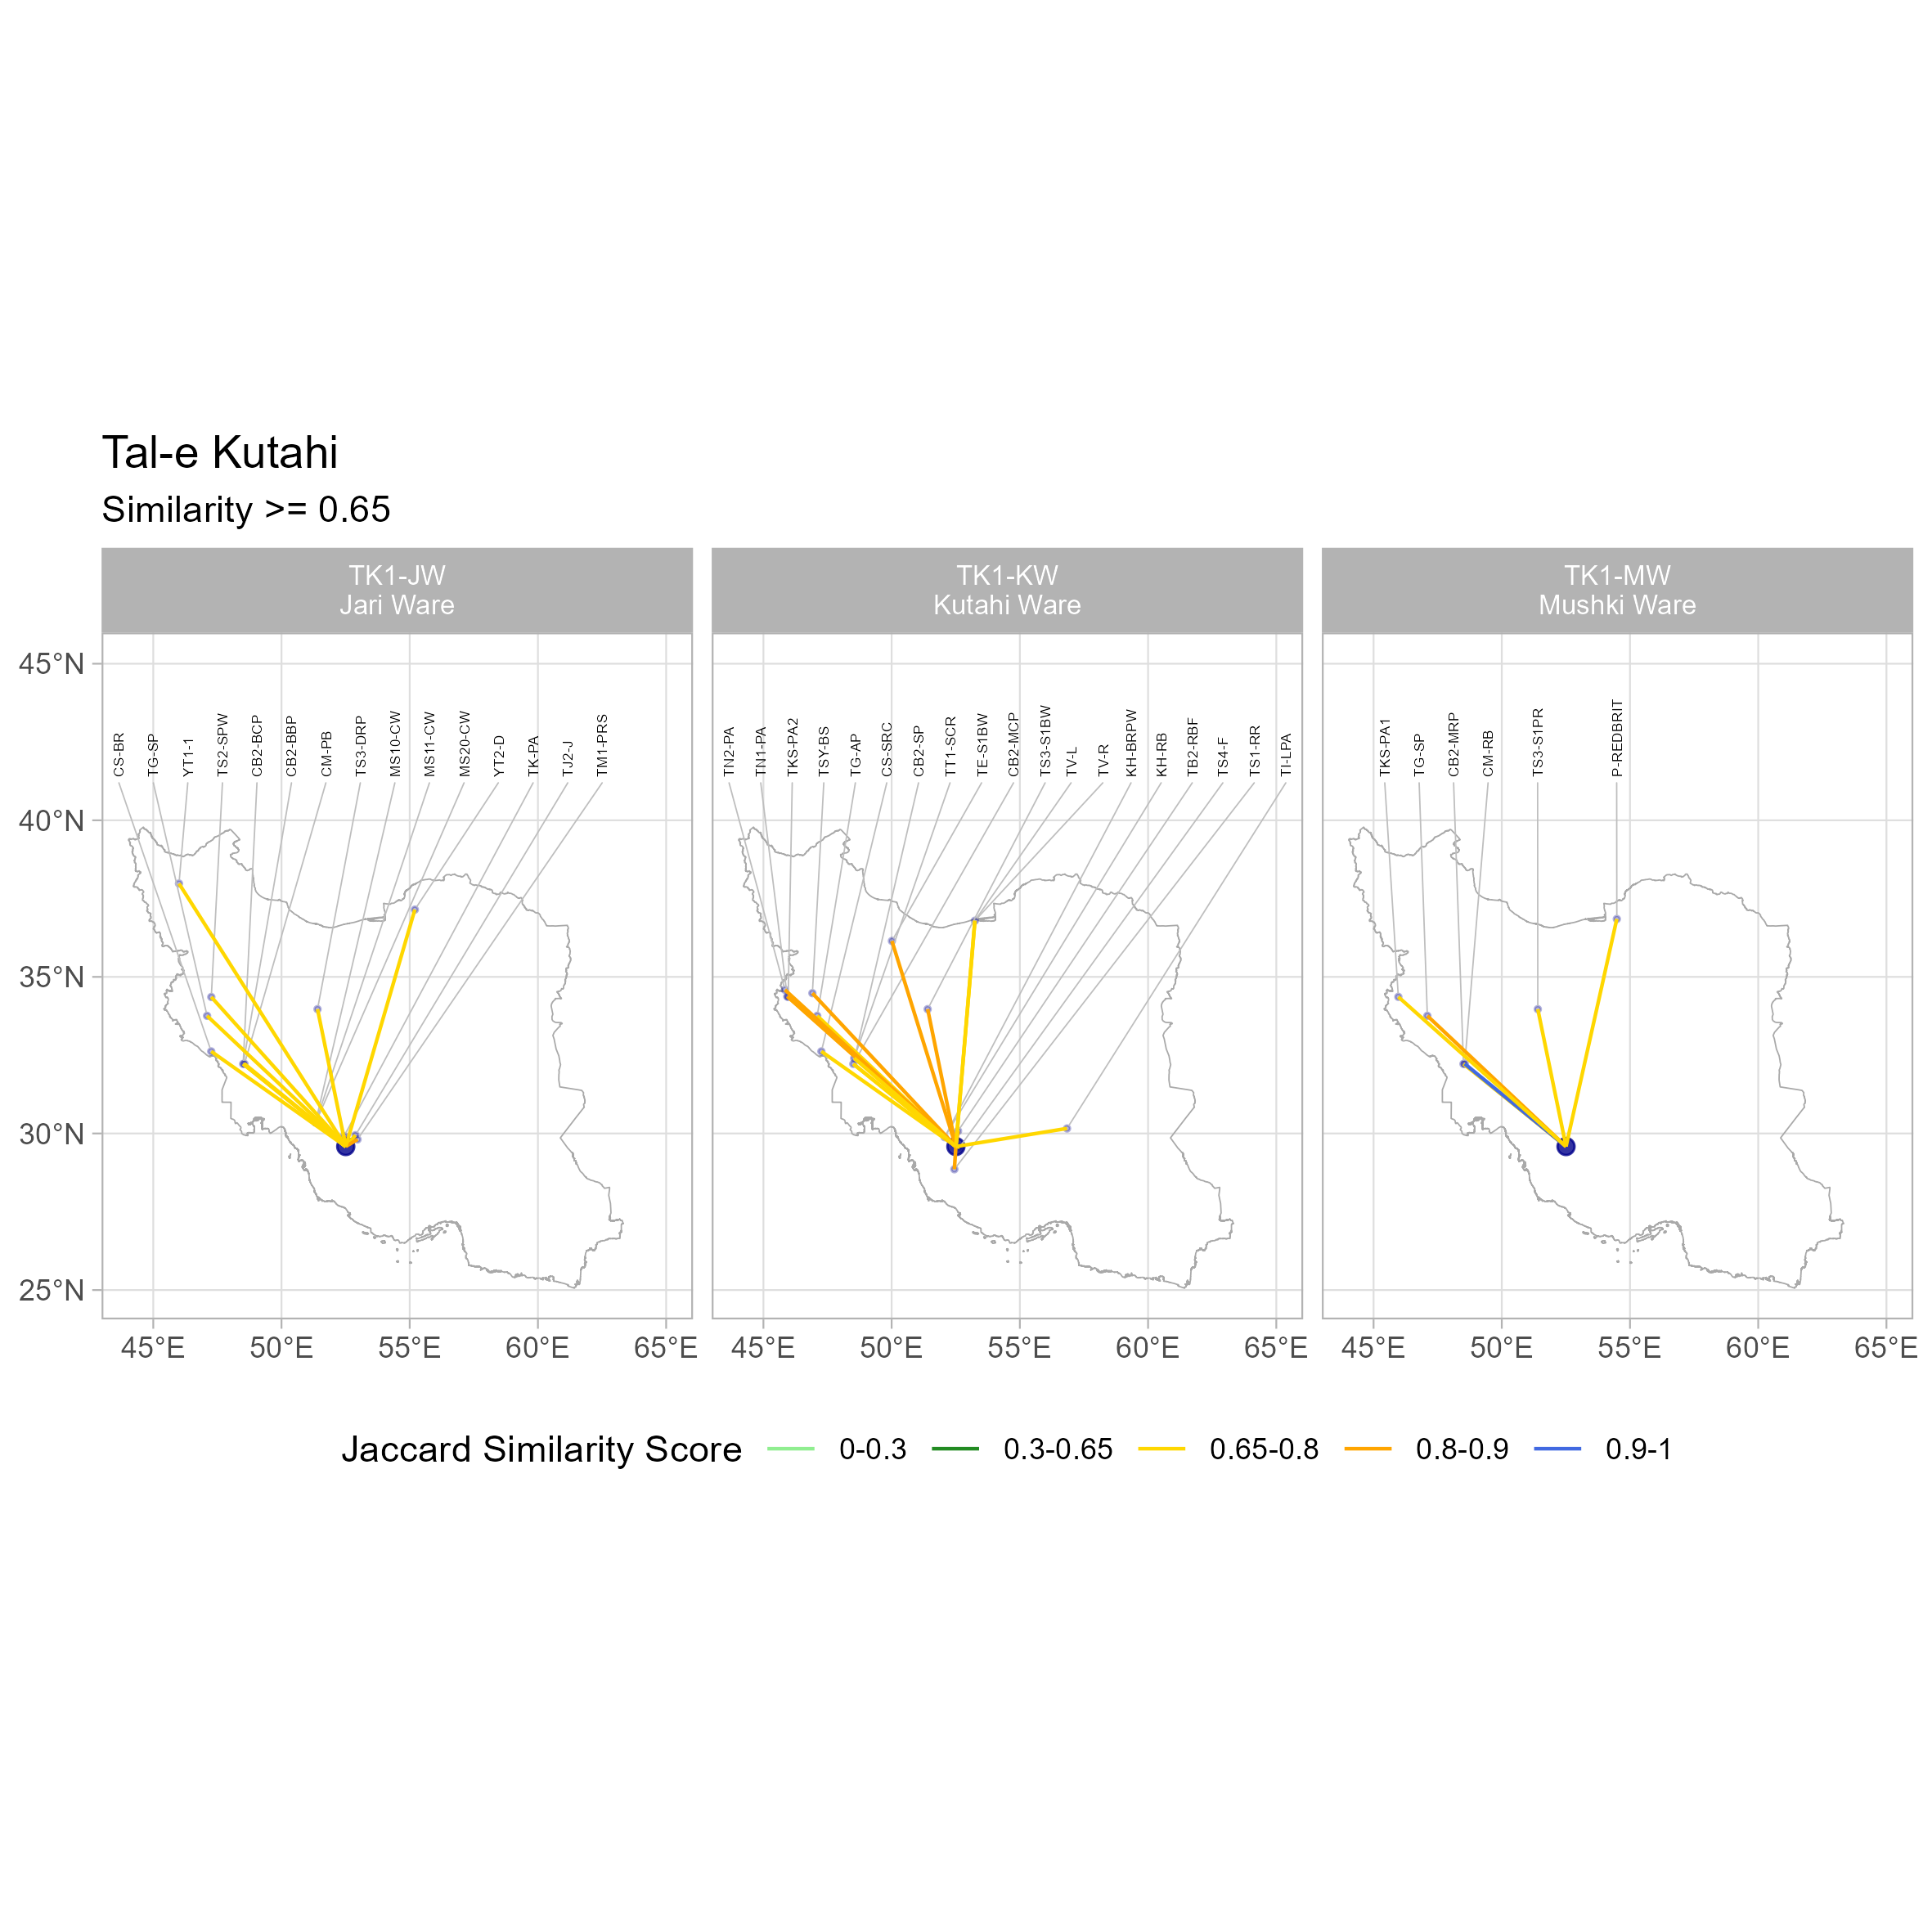 Tal-e Kutahi
Similarity >= 0.65
TK1-JW
Jari Ware
TK1-KW
Kutahi Ware
TK1-MW
Mushki Ware
45°N
40°N
35°N
30°N
25°N
CS-BR
TG-SP
YT1-1
TS2-SPW
CB2-BCP
CB2-BBP
CM-PB
TS3-DRP
MS10-CW
MS11-CW
MS20-CW
YT2-D
TK-PA
TJ2-J
TM1-PRS
TN2-PA
TN1-PA
TKS-PA2
TSY-BS
TG-AP
CS-SRC
CB2-SP
TT1-SCR
TE-S1BW
CB2-MCP
TS3-S1BW
TV-L
TV-R
KH-BRPW
KH-RB
TB2-RBF
TS4-F
TS1-RR
TI-LPA
TKS-PA1
TG-SP
CB2-MRP
CM-RB
TS3-S1PR
P-REDBRIT
45°E 50°E 55°E 60°E 65°E
45°E 50°E 55°E 60°E 65°E
45°E 50°E 55°E 60°E 65°E
Jaccard Similarity Score 0-0.3 0.3-0.65 0.65-0.8 0.8-0.9 0.9-1